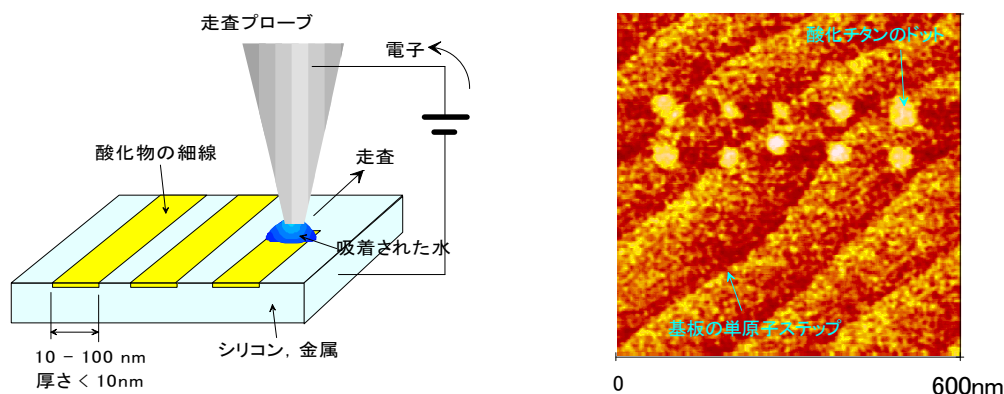 走査プローブ
電子
酸化物の細線
走査
吸着された水
シリコン, 金属
10 - 100 nm
厚さ < 10nm
酸化チタンのドット
基板の単原子ステップ
0
600nm